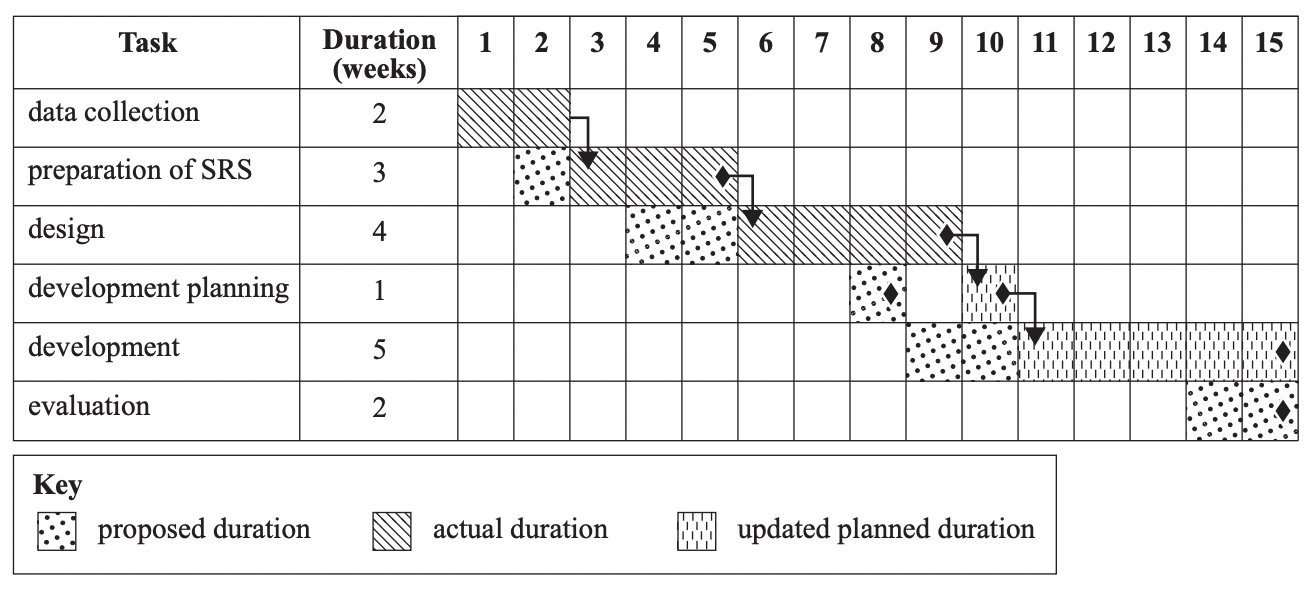 Task Duration (weeks) 1 2 3 4 5 6 7 8 9 10 11 12 13 14 15
data collection 2
preparation of SRS 3
design 4
development planning 1
development 5
evaluation 2
Key
proposed duration actual duration updated planned duration